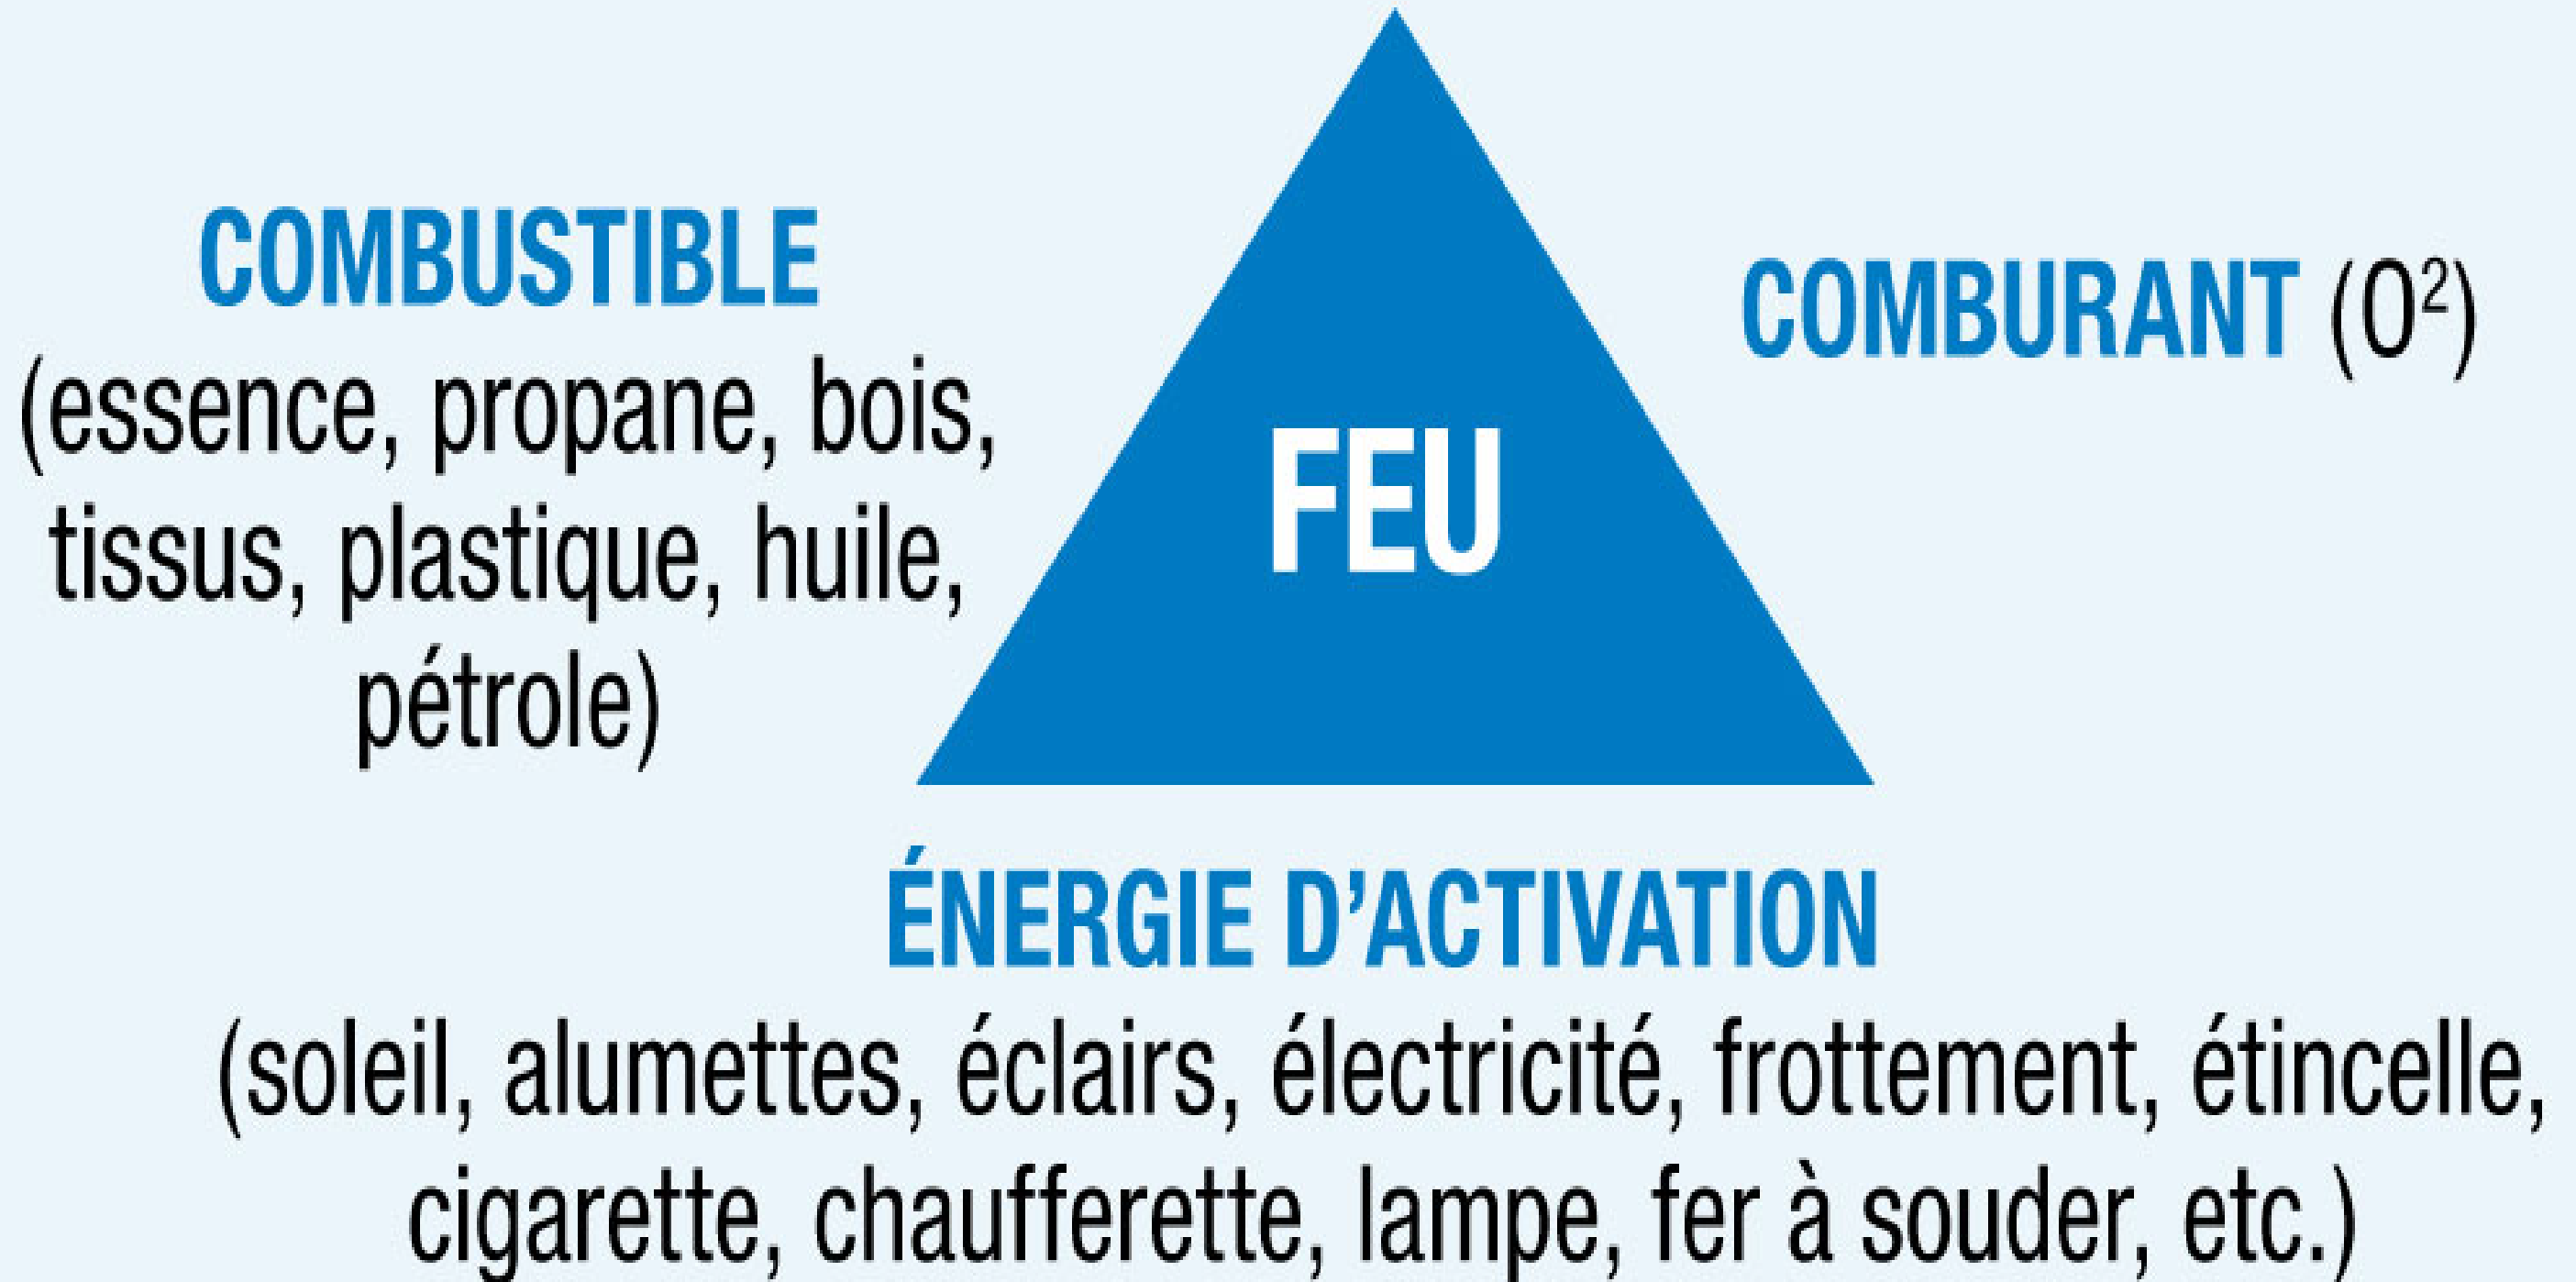 COMBUSTIBLE
(essence, propane, bois,
tissus, plastique, huile,
pétrole)
FEU
COMBURANT (O²)
ÉNERGIE D’ACTIVATION
(soleil, alumettes, éclairs, électricité, frottement, étincelle,
cigarette, chaufferette, lampe, fer à souder, etc.)